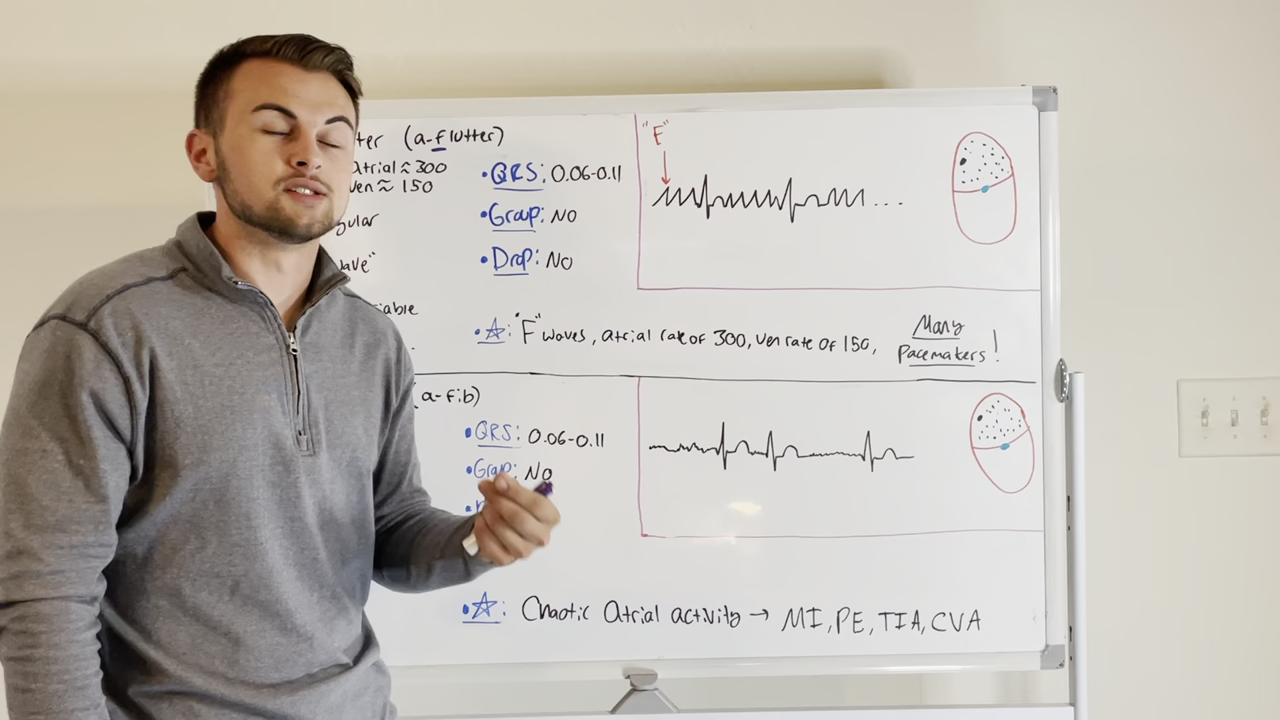 ter (a-flutter)
atrial ≈ 300
ven ≈ 150
gular
wave"
iable
• QRS: 0.06-0.11
• Group: NO
• Drop: NO
"F"
• ☆: "F" waves, atrial rate of 300, ven rate of 150, Many Pacemakers!
(a-fib)
• QRS: 0.06-0.11
• Group: NO
• ☆: Chaotic Atrial activity → MI, PE, TIA, CVA